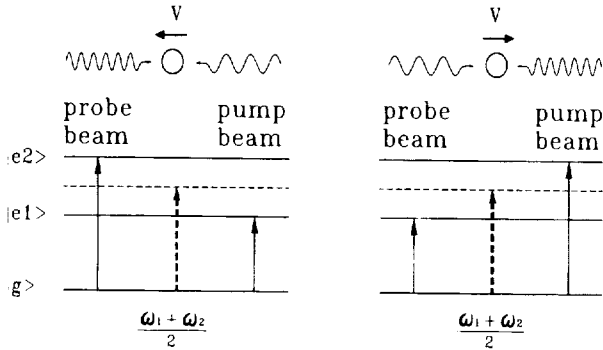 V V
probe beam pump beam probe beam pump beam
|e2>
|e1>
|g>
ω₁ + ω₂ / 2 ω₁ + ω₂ / 2